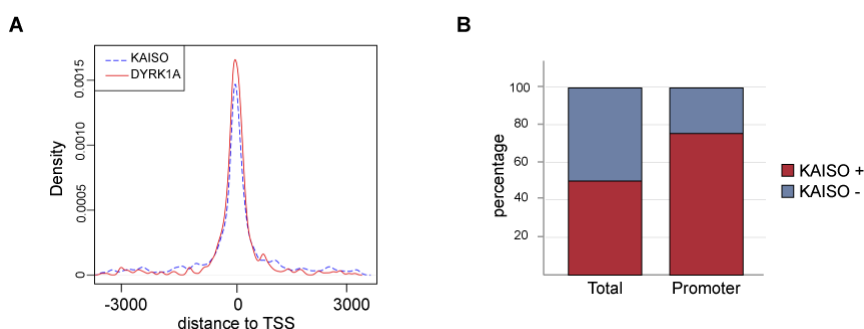 A
KAISO
DYRK1A
Density
0
0.0005
0.0010
0.0015
-3000
0
3000
distance to TSS
B
percentage
100
80
60
40
20
Total
Promoter
KAISO +
KAISO -